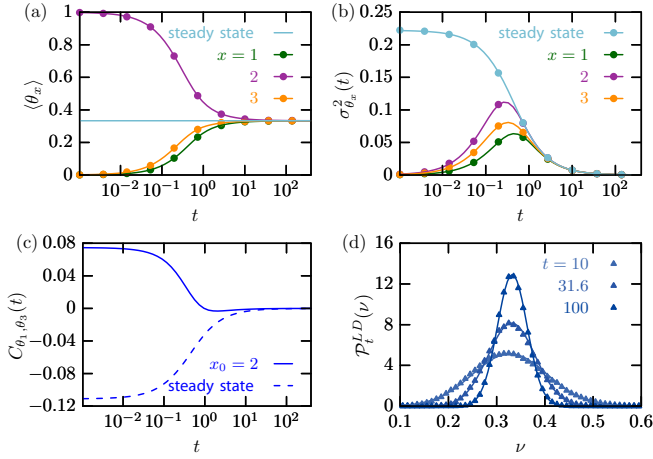 (a)
1
0.8
0.6
0.4
0.2
0
⟨θₓ⟩
steady state
x = 1
2
3
10⁻² 10⁻¹ 10⁰ 10¹ 10²
t
(b)
0.25
0.2
0.15
0.1
0.05
0
σ²_θₓ(t)
steady state
x = 1
2
3
10⁻² 10⁻¹ 10⁰ 10¹ 10²
t
(c)
0.08
0.04
0
−0.04
−0.08
−0.12
C_θ₁,θ₃(t)
x₀ = 2
steady state
10⁻² 10⁻¹ 10⁰ 10¹ 10²
t
(d)
16
12
8
4
0
𝒫ₜᴸᴰ(ν)
t = 10
31.6
100
0.1 0.2 0.3 0.4 0.5 0.6
ν